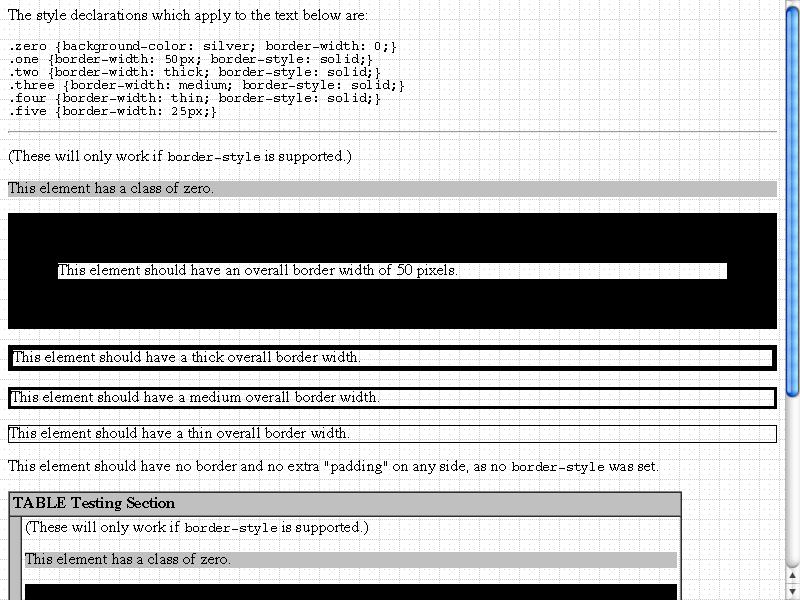 The style declarations which apply to the text below are:
.zero {background-color: silver; border-width: 0;}
.one {border-width: 50px; border-style: solid;}
.two {border-width: thick; border-style: solid;}
.three {border-width: medium; border-style: solid;}
.four {border-width: thin; border-style: solid;}
.five {border-width: 25px;}
(These will only work if border-style is supported.)
This element has a class of zero.
This element should have an overall border width of 50 pixels.
This element should have a thick overall border width.
This element should have a medium overall border width.
This element should have a thin overall border width.
This element should have no border and no extra "padding" on any side, as no border-style was set.
TABLE Testing Section
(These will only work if border-style is supported.)
This element has a class of zero.